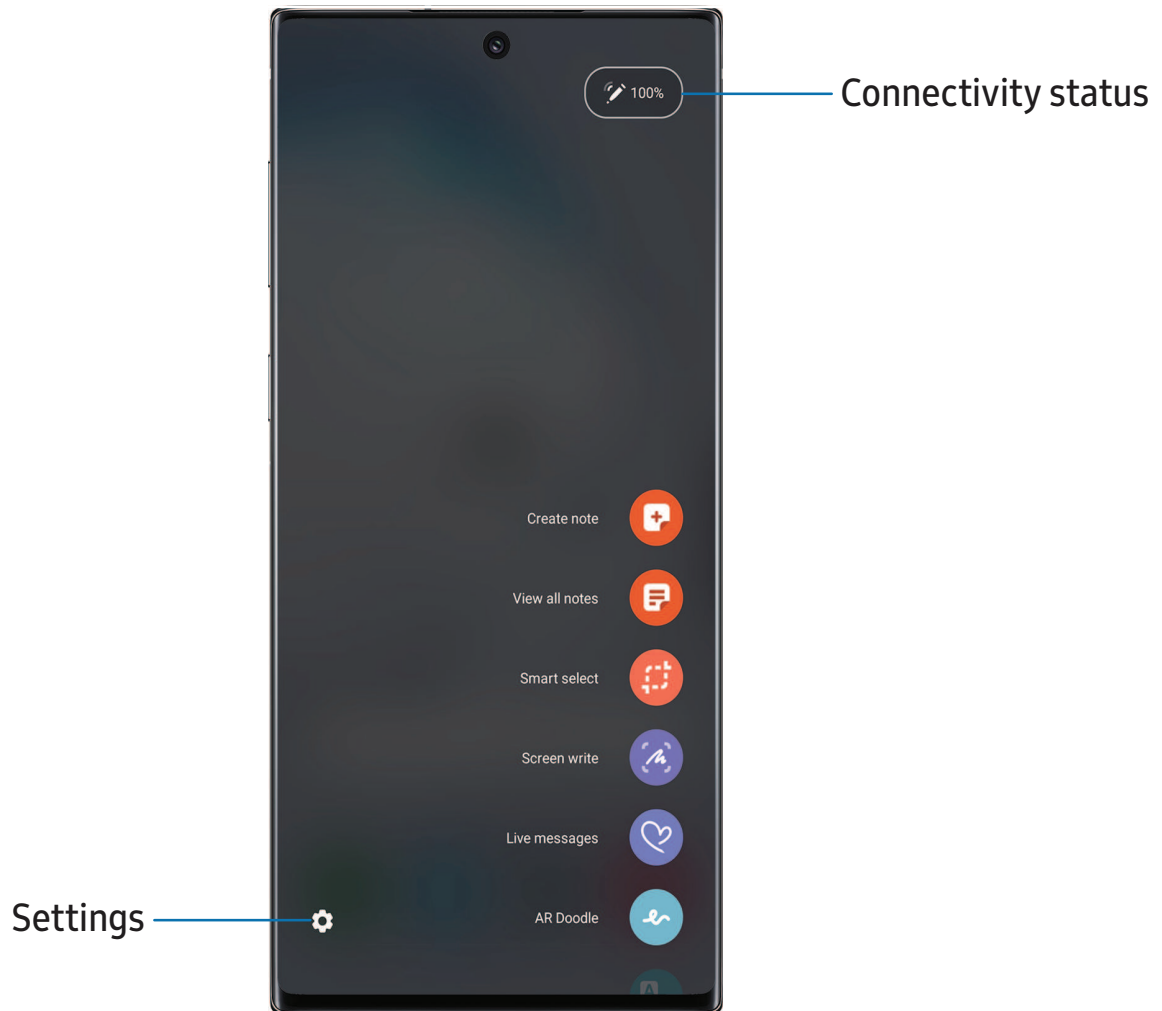 100%
Connectivity status
Create note
View all notes
Smart select
Screen write
Live messages
Settings
AR Doodle
A